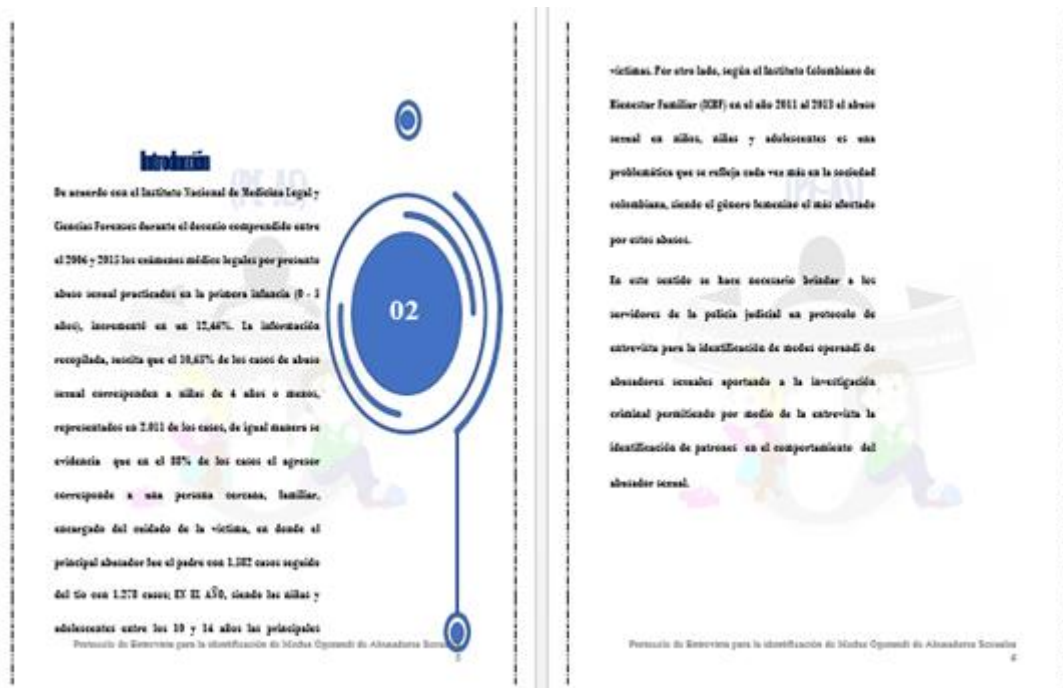 Introducción
De acuerdo con el Instituto Nacional de Medicina Legal y
Ciencias Forenses durante el decenio comprendido entre
el 2006 y 2015 los exámenes médico legales por presunto
abuso sexual practicados en la primera infancia (0 - 5
años), incrementó en un 12,46%. La información
recopilada, suscita que el 10,63% de los casos de abuso
sexual corresponden a niñas de 4 años o menos,
representados en 2.011 de los casos, de igual manera se
evidencia que en el 88% de los casos el agresor
corresponde a una persona cercana, familiar,
encargado del cuidado de la víctima, en donde el
principal abusador fue el padre con 1.382 casos seguido
del tío con 1.278 casos; EN EL AÑO, siendo las niñas y
adolescentes entre los 10 y 14 años las principales
Protocolo de Entrevista para la identificación de Modus Operandi de Abusadores
02
víctimas. Por otro lado, según el Instituto Colombiano de
Bienestar Familiar (ICBF) en el año 2011 al 2013 el abuso
sexual en niños, niñas y adolescentes es una
problemática que se refleja cada vez más en la sociedad
colombiana, siendo el género femenino el más afectado
por estos abusos.
En este sentido se hace necesario brindar a los
servidores de la policía judicial un protocolo de
entrevista para la identificación de modus operandi de
abusadores sexuales aportando a la investigación
criminal permitiendo por medio de la entrevista la
identificación de patrones en el comportamiento del
abusador sexual.
Protocolo de Entrevista para la identificación de Modus Operandi de Abusadores Sexuales
6
(PE-AS)